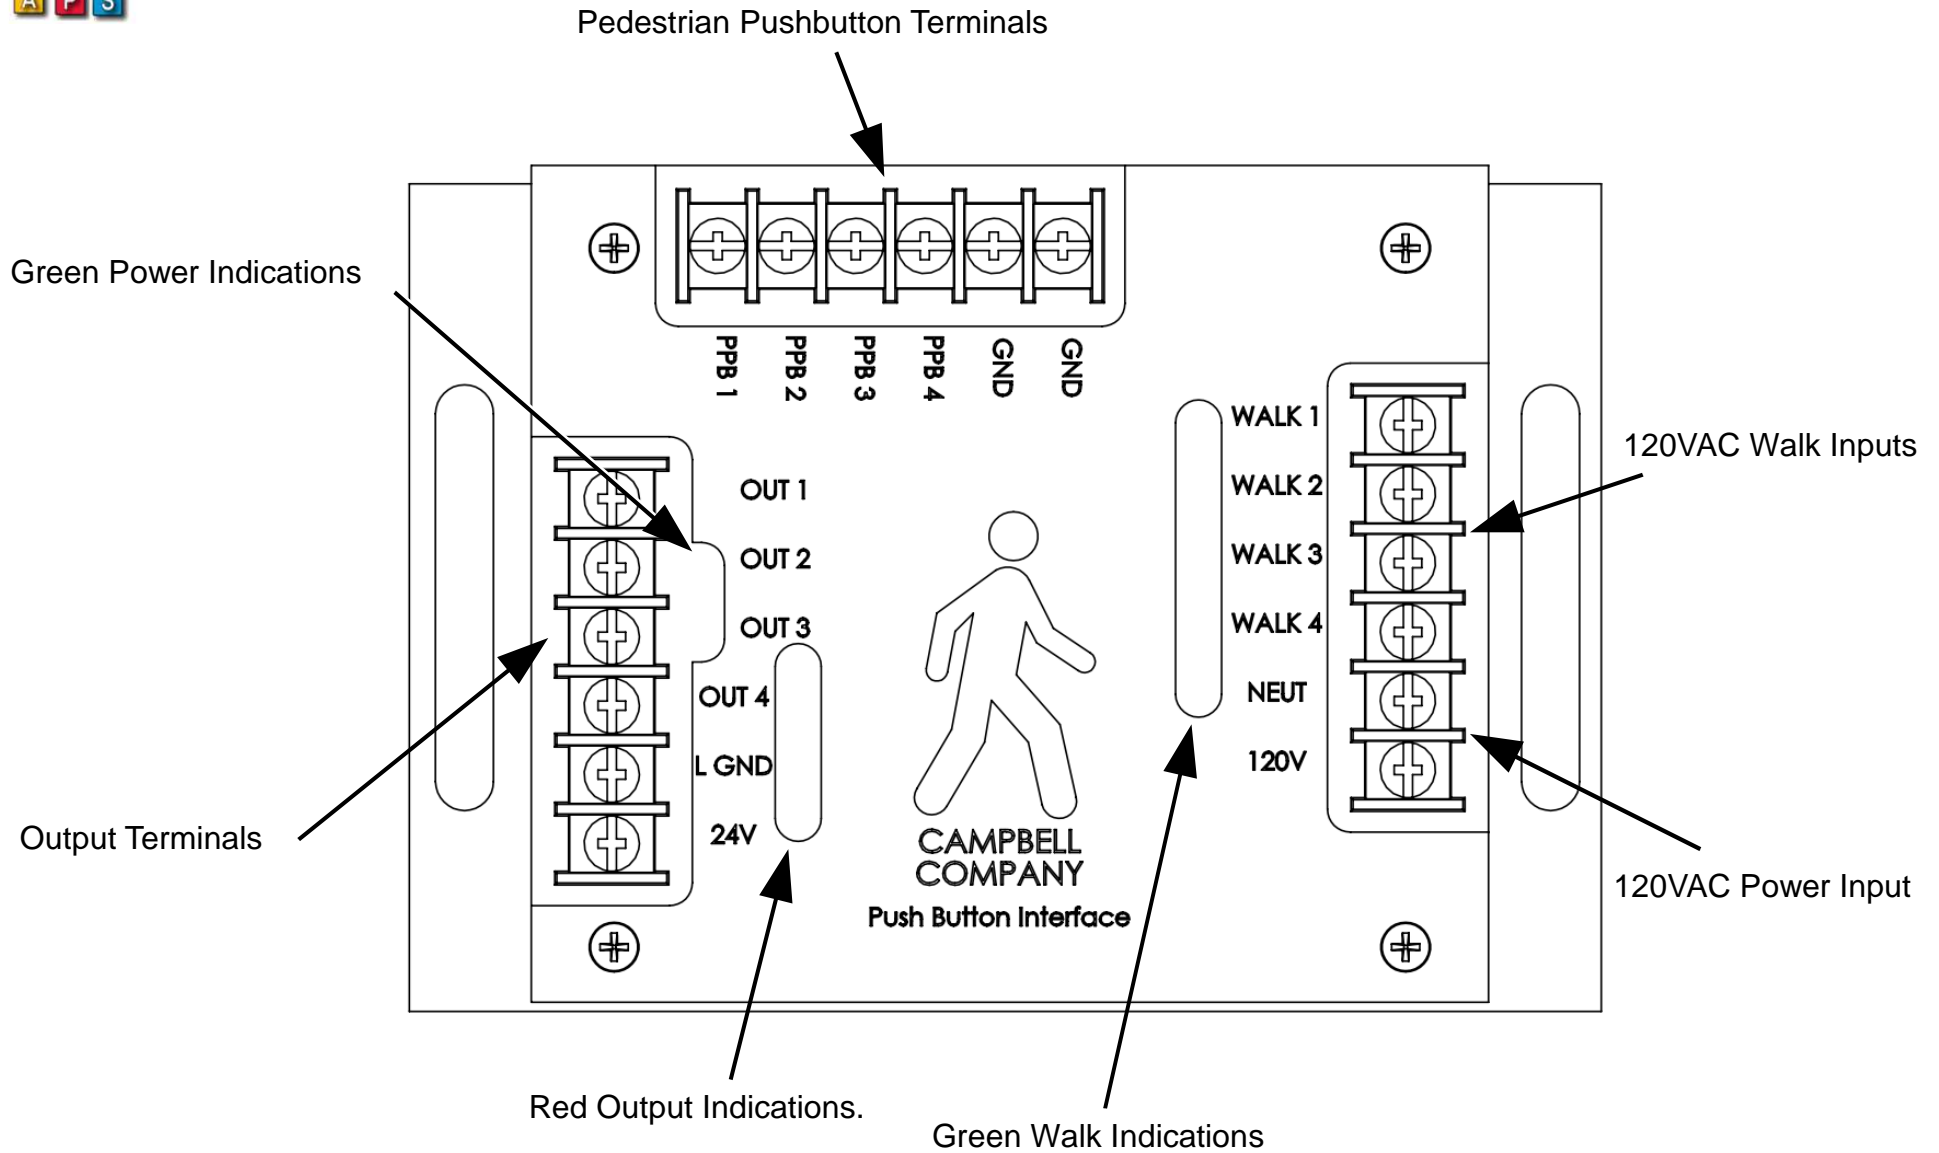 A P S
Pedestrian Pushbutton Terminals
Green Power Indications
PPB 1
PPB 2
PPB 3
PPB 4
GND
GND
WALK 1
WALK 2
WALK 3
WALK 4
NEUT
120V
120VAC Walk Inputs
OUT 1
OUT 2
OUT 3
OUT 4
L GND
24V
Output Terminals
CAMPBELL
COMPANY
Push Button Interface
120VAC Power Input
Red Output Indications.
Green Walk Indications